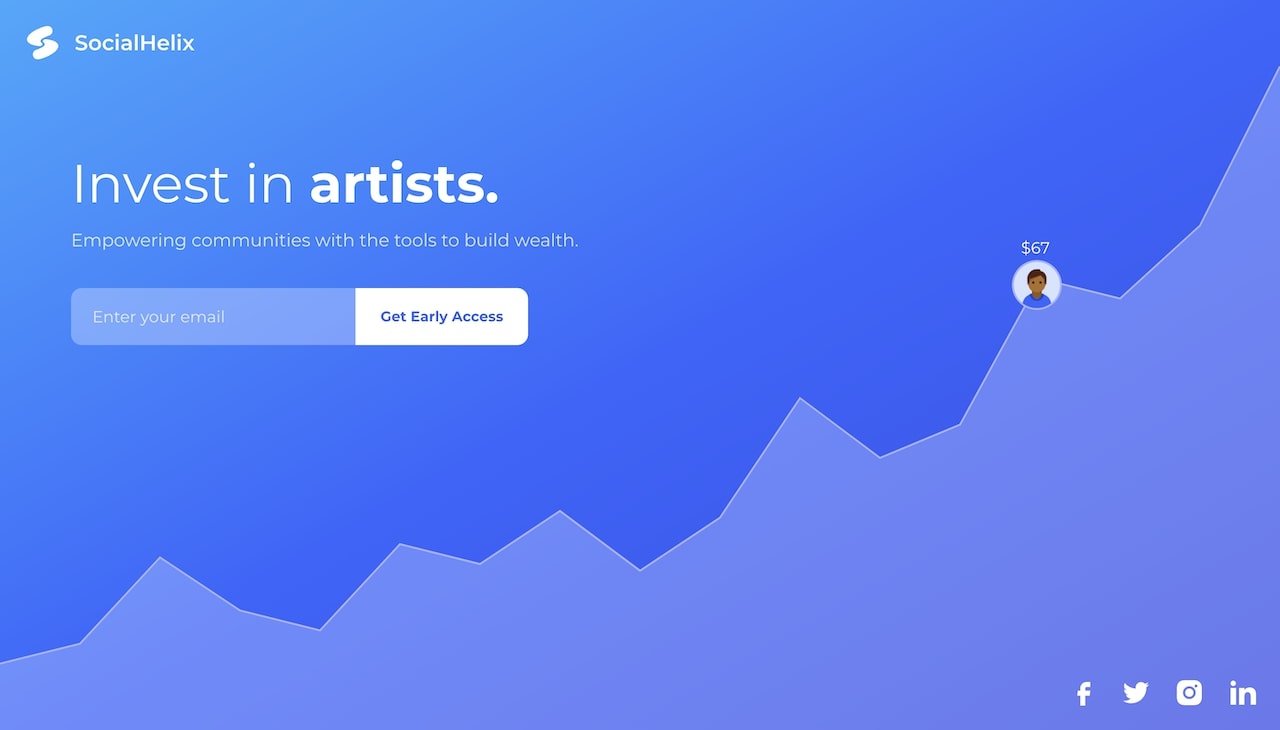 SocialHelix
Invest in artists.
Empowering communities with the tools to build wealth.
Enter your email
Get Early Access
$67